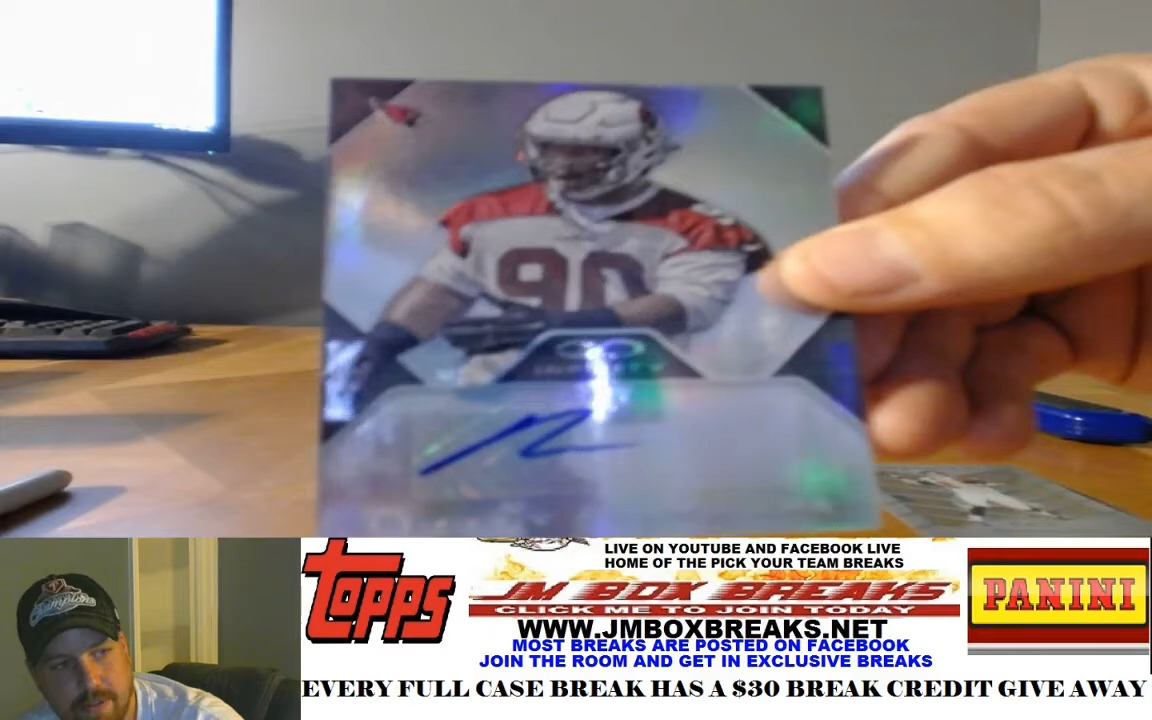 90
INFINITY
TOPPS
LIVE ON YOUTUBE AND FACEBOOK LIVE
HOME OF THE PICK YOUR TEAM BREAKS
JM BOX BREAKS
CLICK ME TO JOIN TODAY
WWW.JMBOXBREAKS.NET
MOST BREAKS ARE POSTED ON FACEBOOK
JOIN THE ROOM AND GET IN EXCLUSIVE BREAKS
PANINI
EVERY FULL CASE BREAK HAS A $30 BREAK CREDIT GIVE AWAY